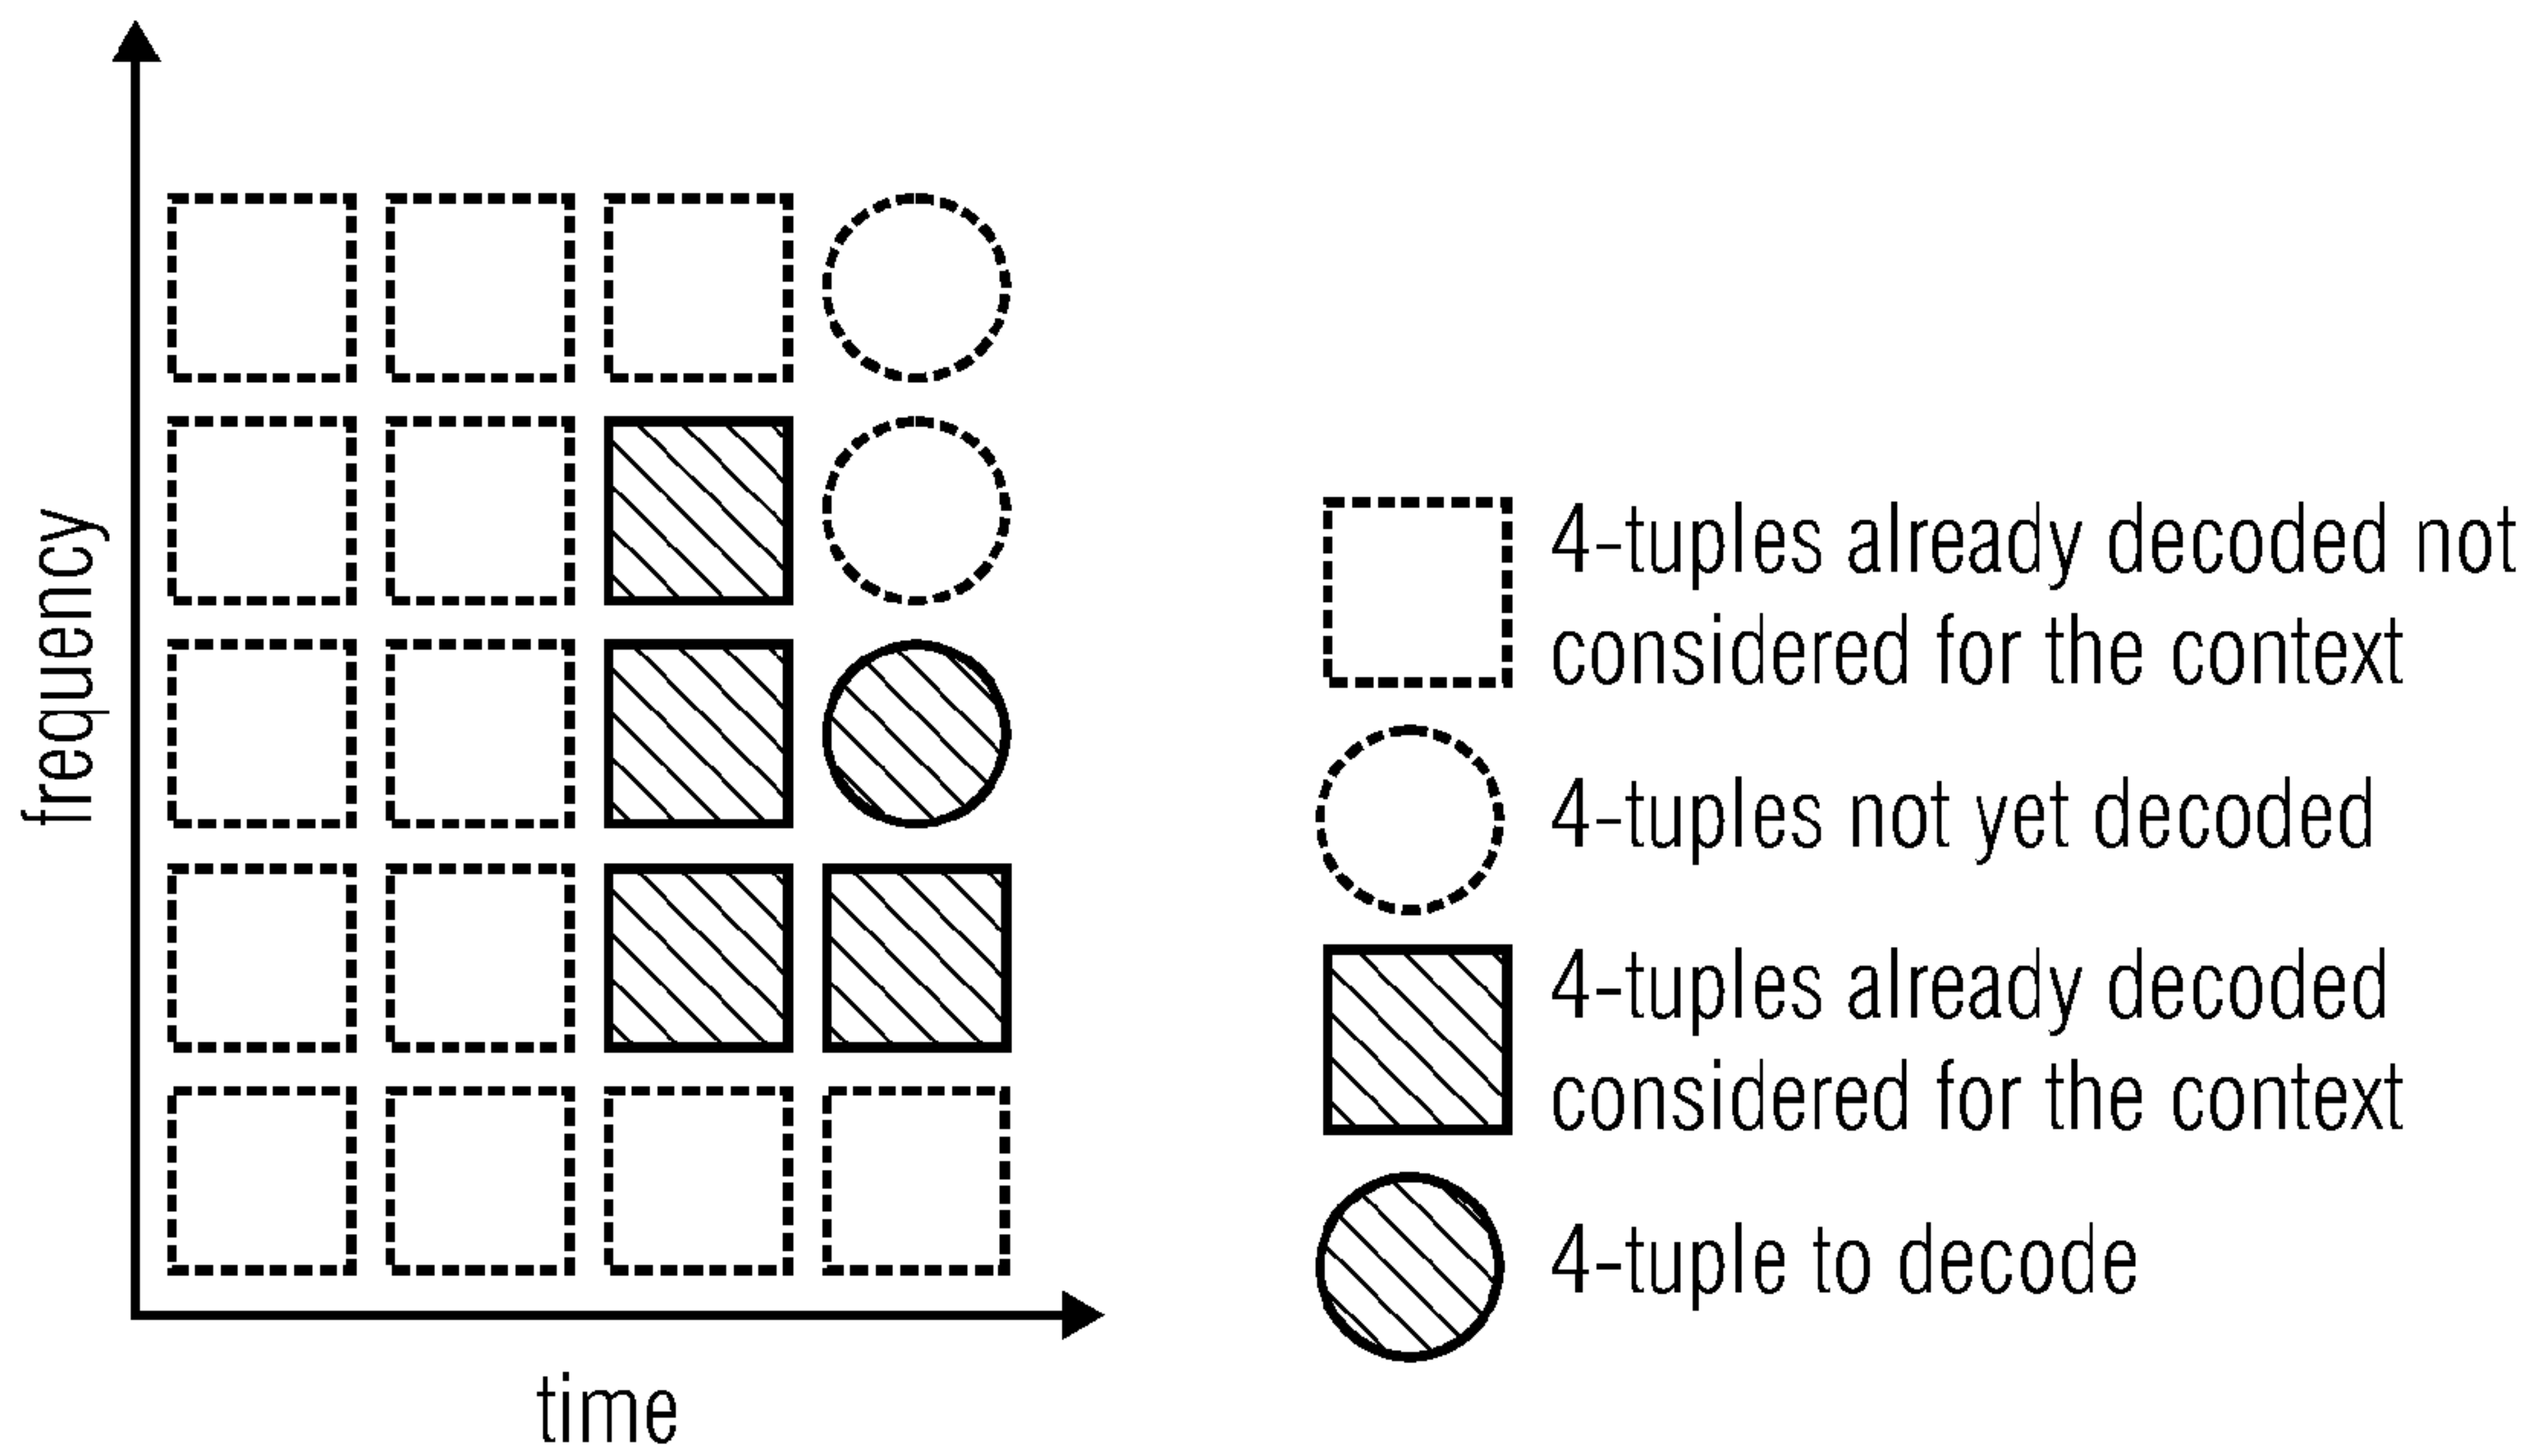 frequency
time
4-tuples already decoded not
considered for the context
4-tuples not yet decoded
4-tuples already decoded
considered for the context
4-tuple to decode